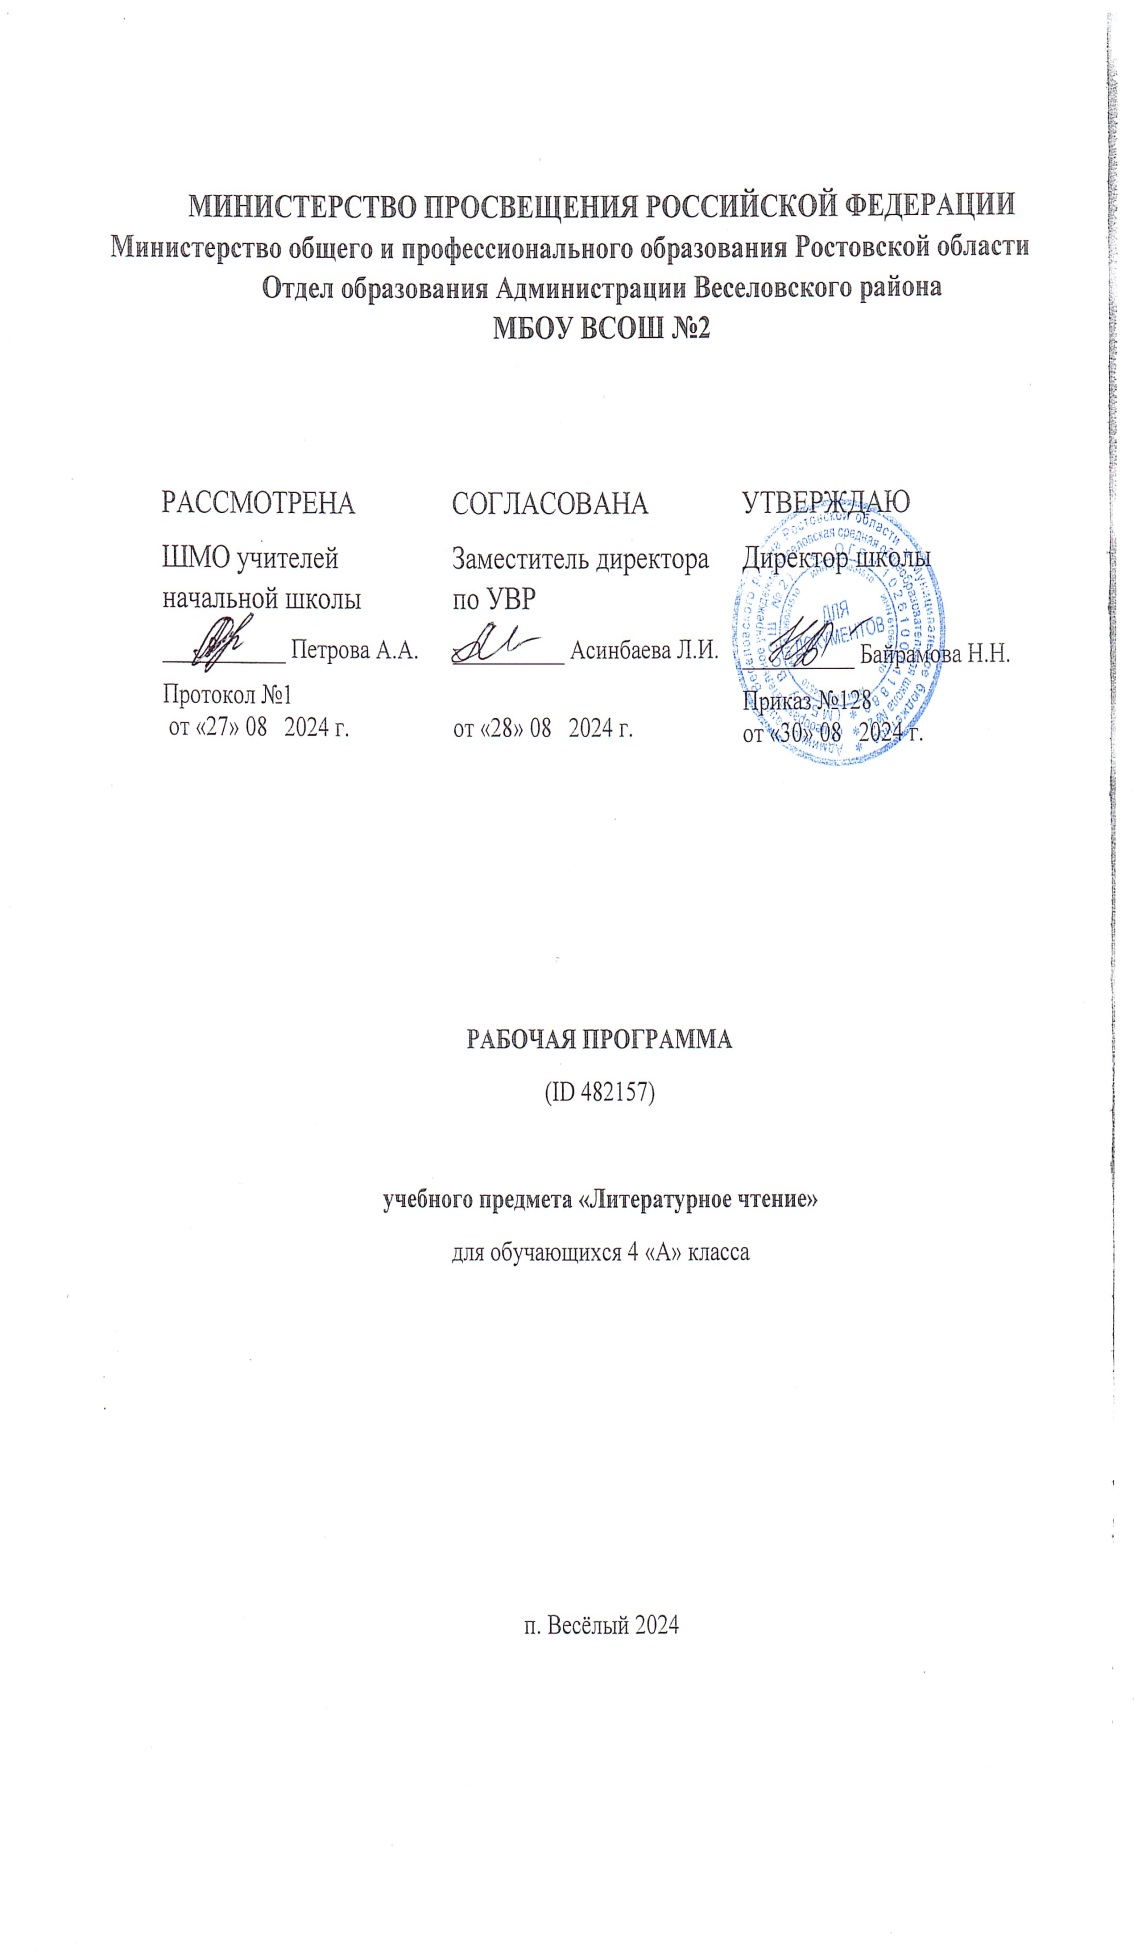 МИНИСТЕРСТВО ПРОСВЕЩЕНИЯ РОССИЙСКОЙ ФЕДЕРАЦИИ
Министерство общего и профессионального образования Ростовской области
Отдел образования Администрации Веселовского района
МБОУ ВСОШ №2
РАССМОТРЕНА
ШМО учителей
начальной школы
Петрова А.А.
Протокол №1
от «27» 08 2024 г.
СОГЛАСОВАНА
Заместитель директора
по УВР
Асинбаева Л.И.
от «28» 08 2024 г.
УТВЕРЖДАЮ
Директор школы
Байрамова Н.Н.
Приказ №128
от «30» 08 2024 г.
ДЛЯ
ДОКУМЕНТОВ
РАБОЧАЯ ПРОГРАММА
(ID 482157)
учебного предмета «Литературное чтение»
для обучающихся 4 «А» класса
п. Весёлый 2024